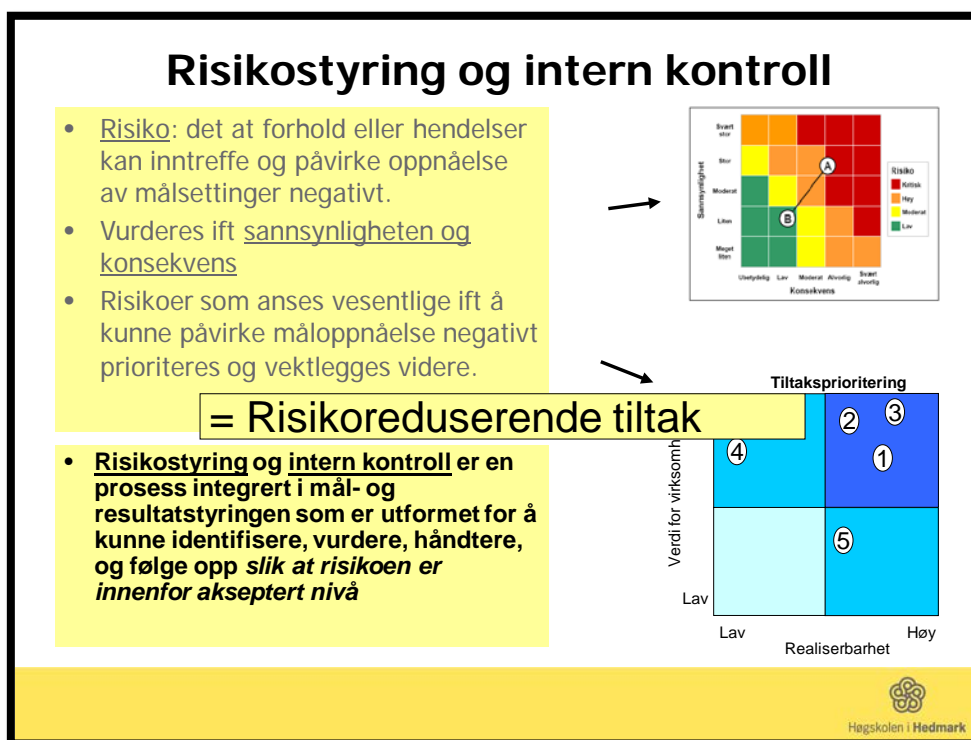 Risikostyring og intern kontroll
• Risiko: det at forhold eller hendelser
kan inntreffe og påvirke oppnåelse
av målsettinger negativt.
• Vurderes ift sannsynligheten og
konsekvens
• Risikoer som anses vesentlige ift å
kunne påvirke måloppnåelse negativt
prioriteres og vektlegges videre.
Sannsynlighet
Svært
stor
Stor
Moderat
Liten
Meget
liten
A
B
Ubetydelig Lav Moderat Alvorlig Svært
alvorlig
Konsekvens
Risiko
Kritisk
Høy
Moderat
Lav
= Risikoreduserende tiltak
• Risikostyring og intern kontroll er en
prosess integrert i mål- og
resultatstyringen som er utformet for å
kunne identifisere, vurdere, håndtere,
og følge opp slik at risikoen er
innenfor akseptert nivå
Tiltaksprioritering
2
3
4
1
5
Verdi for
Lav
Lav
Høy
Realiserbarhet
Høgskolen i Hedmark